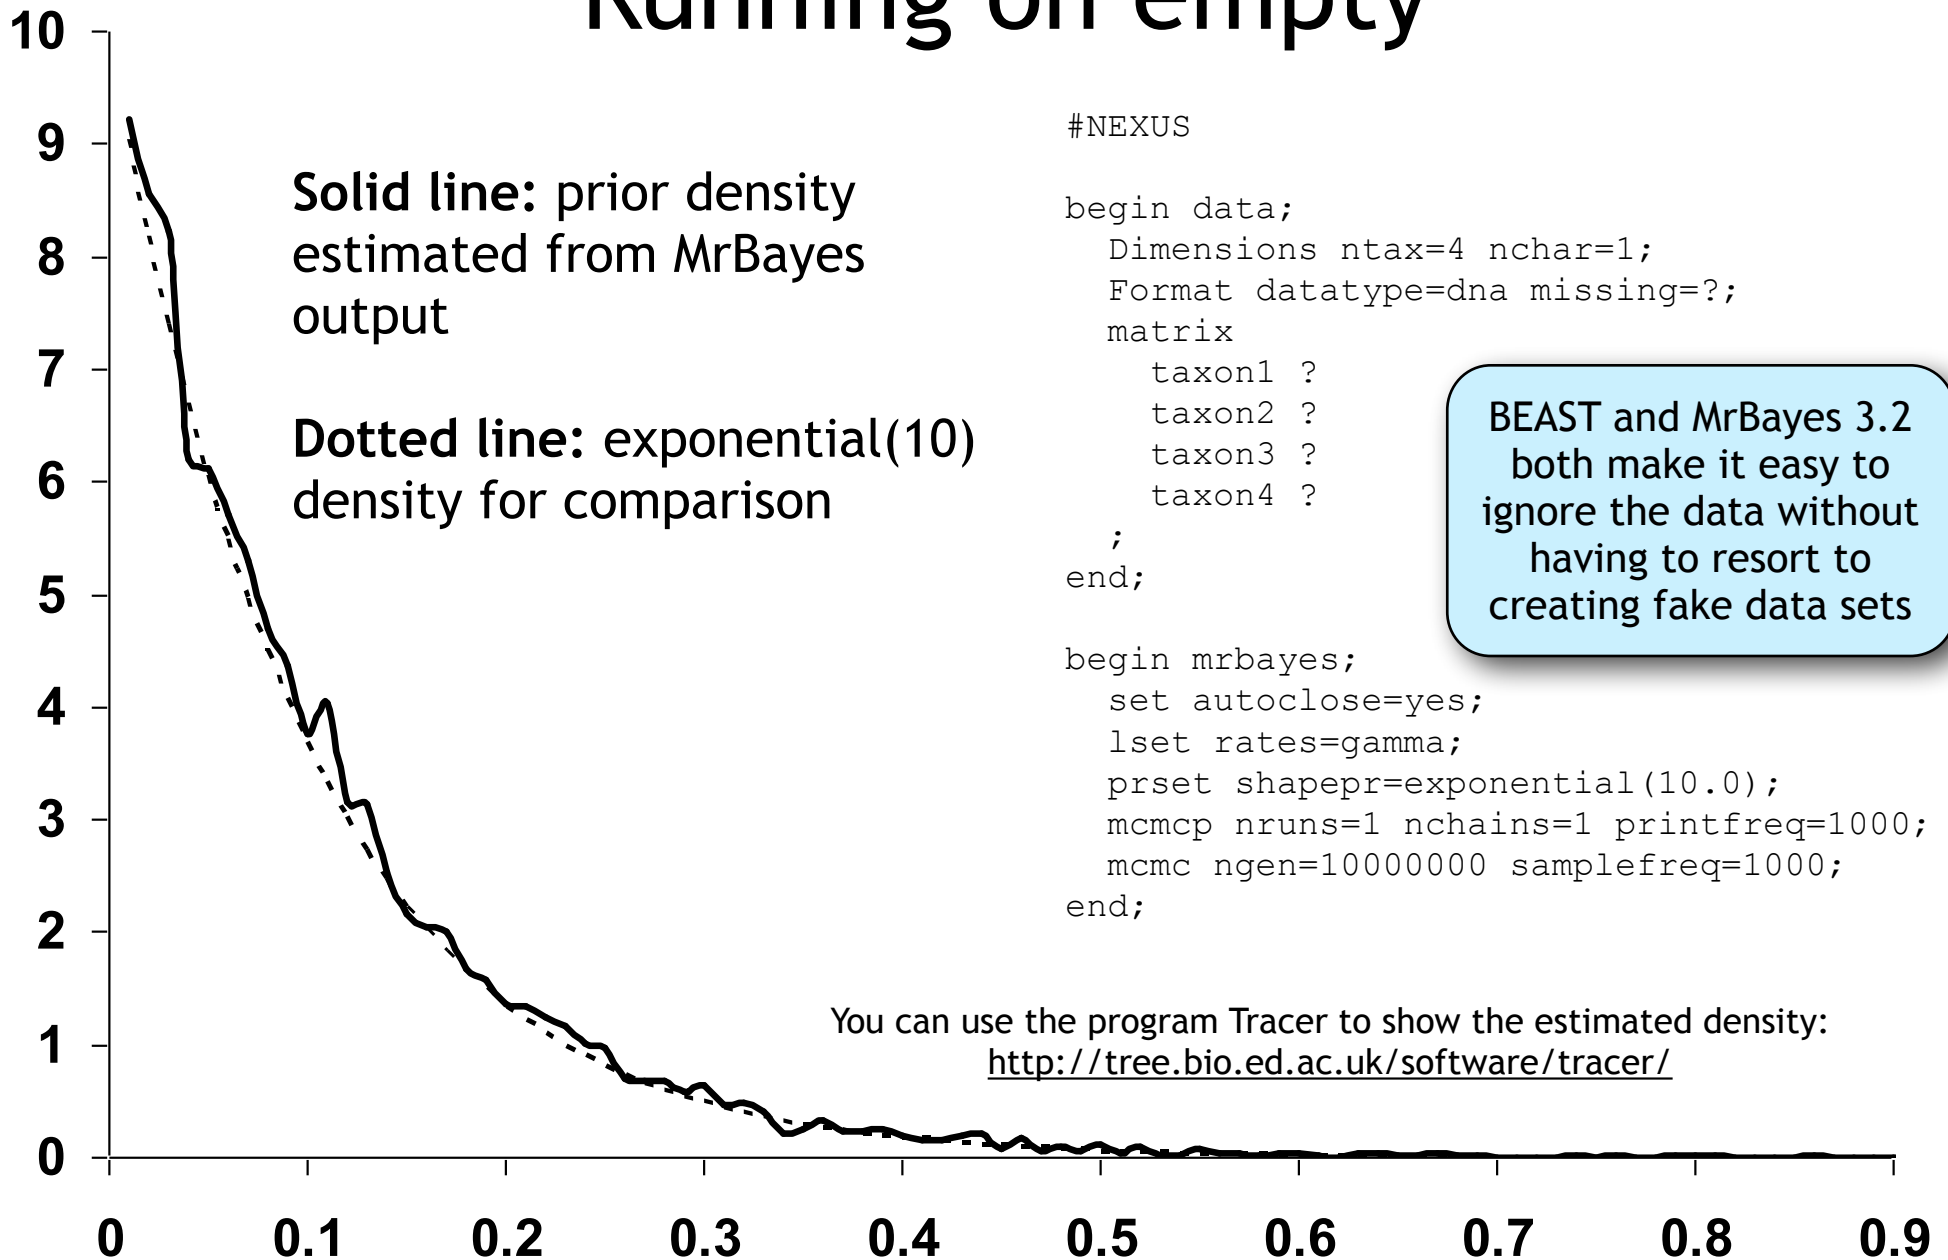 Running on empty
10
9
8
7
6
5
4
3
2
1
0
0 0.1 0.2 0.3 0.4 0.5 0.6 0.7 0.8 0.9
Solid line: prior density
estimated from MrBayes
output
Dotted line: exponential(10)
density for comparison
#NEXUS
begin data;
Dimensions ntax=4 nchar=1;
Format datatype=dna missing=?;
matrix
taxon1 ?
taxon2 ?
taxon3 ?
taxon4 ?
;
end;
begin mrbayes;
set autoclose=yes;
lset rates=gamma;
prset shapepr=exponential(10.0);
mcmcp nruns=1 nchains=1 printfreq=1000;
mcmc ngen=10000000 samplefreq=1000;
end;
BEAST and MrBayes 3.2
both make it easy to
ignore the data without
having to resort to
creating fake data sets
You can use the program Tracer to show the estimated density:
http://tree.bio.ed.ac.uk/software/tracer/